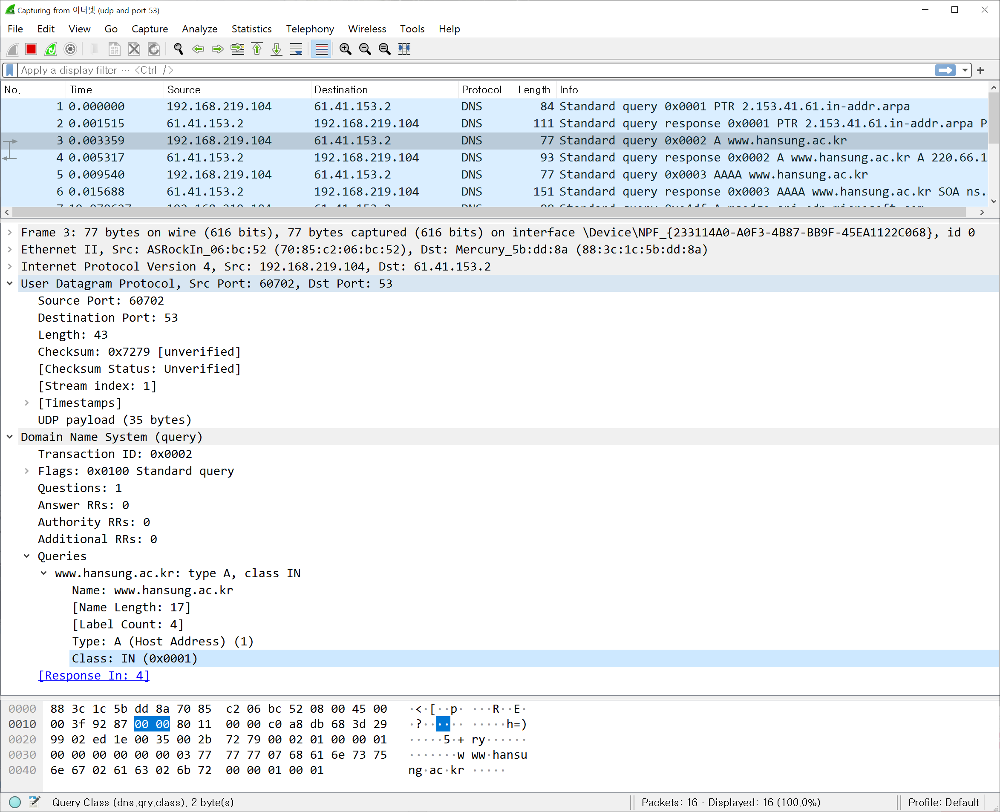 Capturing from 이더넷 (udp and port 53)
File Edit View Go Capture Analyze Statistics Telephony Wireless Tools Help
Apply a display filter ··· <Ctrl-/>
No. Time Source Destination Protocol Length Info
1 0.000000 192.168.219.104 61.41.153.2 DNS 84 Standard query 0x0001 PTR 2.153.41.61.in-addr.arpa
2 0.001515 61.41.153.2 192.168.219.104 DNS 111 Standard query response 0x0001 PTR 2.153.41.61.in-addr.arpa
3 0.003359 192.168.219.104 61.41.153.2 DNS 77 Standard query 0x0002 A www.hansung.ac.kr
4 0.005317 61.41.153.2 192.168.219.104 DNS 93 Standard query response 0x0002 A www.hansung.ac.kr A 220.66.1
5 0.009540 192.168.219.104 61.41.153.2 DNS 77 Standard query 0x0003 AAAA www.hansung.ac.kr
6 0.015688 61.41.153.2 192.168.219.104 DNS 151 Standard query response 0x0003 AAAA www.hansung.ac.kr SOA ns.
Frame 3: 77 bytes on wire (616 bits), 77 bytes captured (616 bits) on interface \Device\NPF_{233114A0-A0F3-4B87-BB9F-45EA1122C068}, id 0
Ethernet II, Src: ASRockIn_06:bc:52 (70:85:c2:06:bc:52), Dst: Mercury_5b:dd:8a (88:3c:1c:5b:dd:8a)
Internet Protocol Version 4, Src: 192.168.219.104, Dst: 61.41.153.2
User Datagram Protocol, Src Port: 60702, Dst Port: 53
Source Port: 60702
Destination Port: 53
Length: 43
Checksum: 0x7279 [unverified]
[Checksum Status: Unverified]
[Stream index: 1]
[Timestamps]
UDP payload (35 bytes)
Domain Name System (query)
Transaction ID: 0x0002
Flags: 0x0100 Standard query
Questions: 1
Answer RRs: 0
Authority RRs: 0
Additional RRs: 0
Queries
www.hansung.ac.kr: type A, class IN
Name: www.hansung.ac.kr
[Name Length: 17]
[Label Count: 4]
Type: A (Host Address) (1)
Class: IN (0x0001)
[Response In: 4]
0000 88 3c 1c 5b dd 8a 70 85 c2 06 bc 52 08 00 45 00 ·<·[··p· ···R··E·
0010 00 3f 92 87 00 00 80 11 00 00 c0 a8 db 68 3d 29 ·?······ ·····h=)
0020 99 02 ed 1e 00 35 00 2b 72 79 00 02 01 00 00 01 ·····5·+ ry······
0030 00 00 00 00 00 00 03 77 77 77 07 68 61 6e 73 75 ·······w ww·hansu
0040 6e 67 02 61 63 02 6b 72 00 00 01 00 01 ng·ac·kr ·····
Query Class (dns.qry.class), 2 byte(s) Packets: 16 · Displayed: 16 (100.0%) Profile: Default